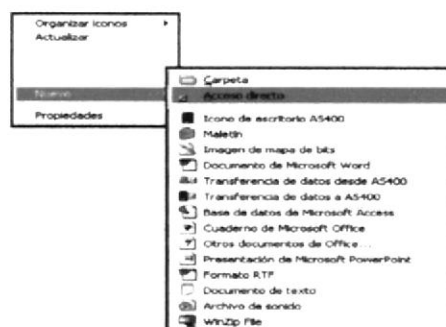 Organizar iconos
Actualizar
Nuevo
Propiedades
Carpeta
Acceso directo
Icono de escritorio AS400
Maletín
Imagen de mapa de bits
Documento de Microsoft Word
Transferencia de datos desde AS400
Transferencia de datos a AS400
Base de datos de Microsoft Access
Cuaderno de Microsoft Office
Otros documentos de Office...
Presentación de Microsoft PowerPoint
Formato RTF
Documento de texto
Archivo de sonido
WinZip File